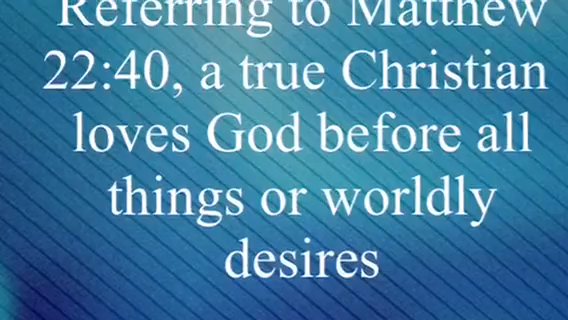 Referring to Matthew
22:40, a true Christian
loves God before all
things or worldly
desires